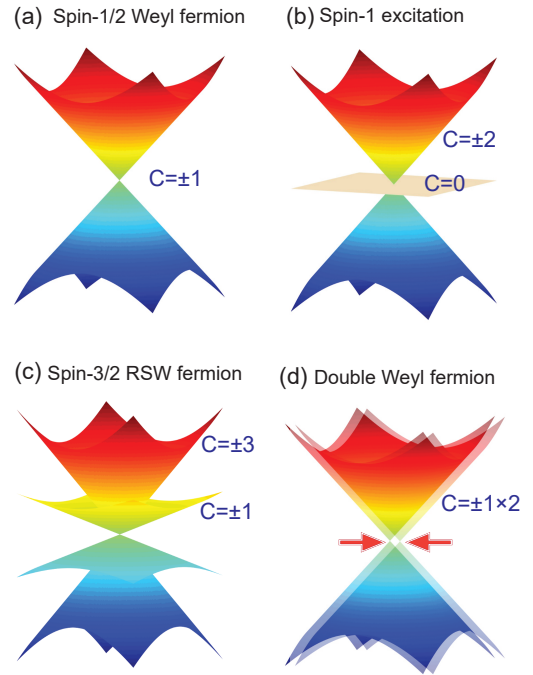 (a) Spin-1/2 Weyl fermion
(b) Spin-1 excitation
C=±1
C=±2
C=0
(c) Spin-3/2 RSW fermion
(d) Double Weyl fermion
C=±3
C=±1
C=±1×2